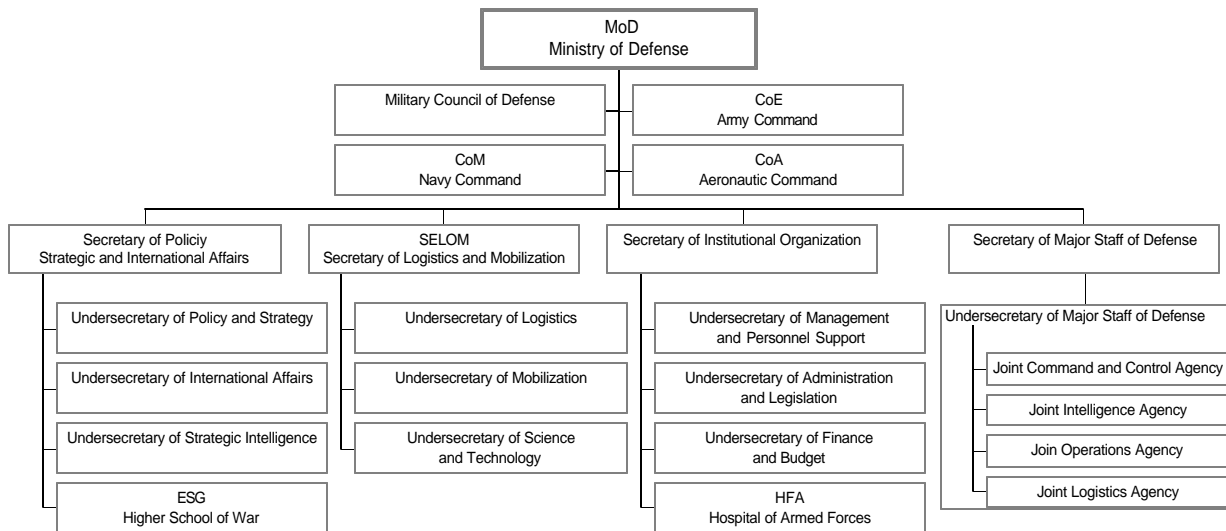 MoD
Ministry of Defense
Military Council of Defense
CoE
Army Command
CoM
Navy Command
CoA
Aeronautic Command
Secretary of Policiy
Strategic and International Affairs
SELOM
Secretary of Logistics and Mobilization
Secretary of Institutional Organization
Secretary of Major Staff of Defense
Undersecretary of Policy and Strategy
Undersecretary of International Affairs
Undersecretary of Strategic Intelligence
ESG
Higher School of War
Undersecretary of Logistics
Undersecretary of Mobilization
Undersecretary of Science
and Technology
Undersecretary of Management
and Personnel Support
Undersecretary of Administration
and Legislation
Undersecretary of Finance
and Budget
HFA
Hospital of Armed Forces
Undersecretary of Major Staff of Defense
Joint Command and Control Agency
Joint Intelligence Agency
Join Operations Agency
Joint Logistics Agency